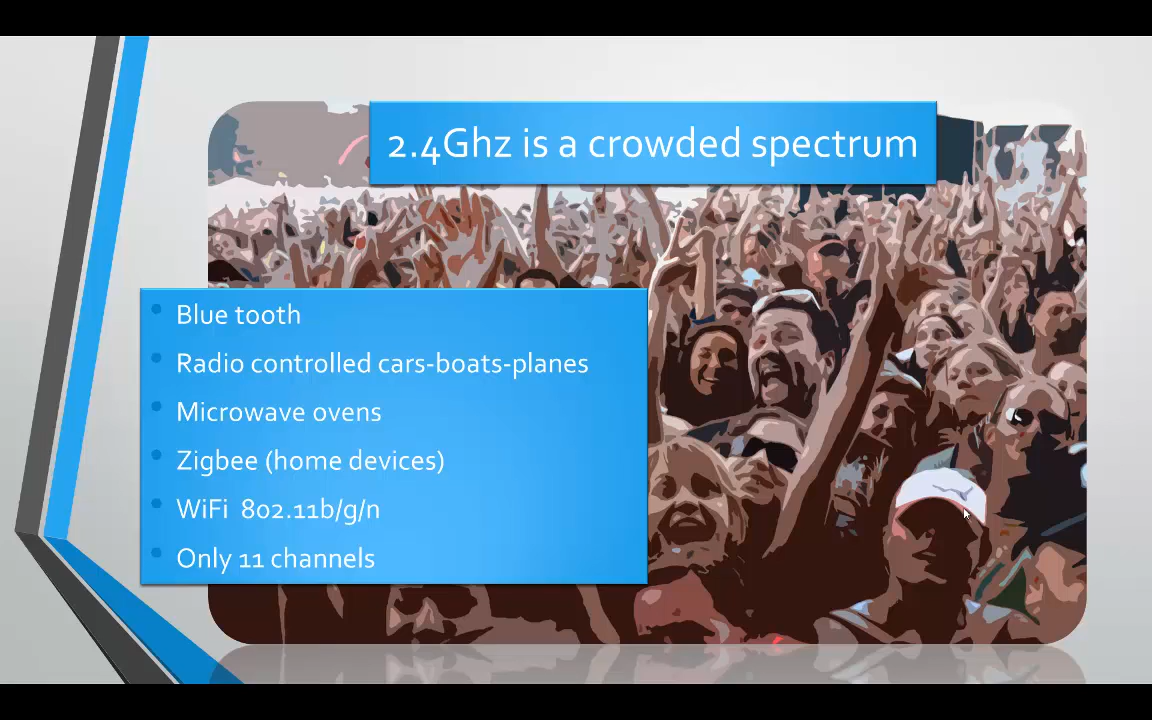 2.4Ghz is a crowded spectrum
Blue tooth
Radio controlled cars-boats-planes
Microwave ovens
Zigbee (home devices)
WiFi 802.11b/g/n
Only 11 channels